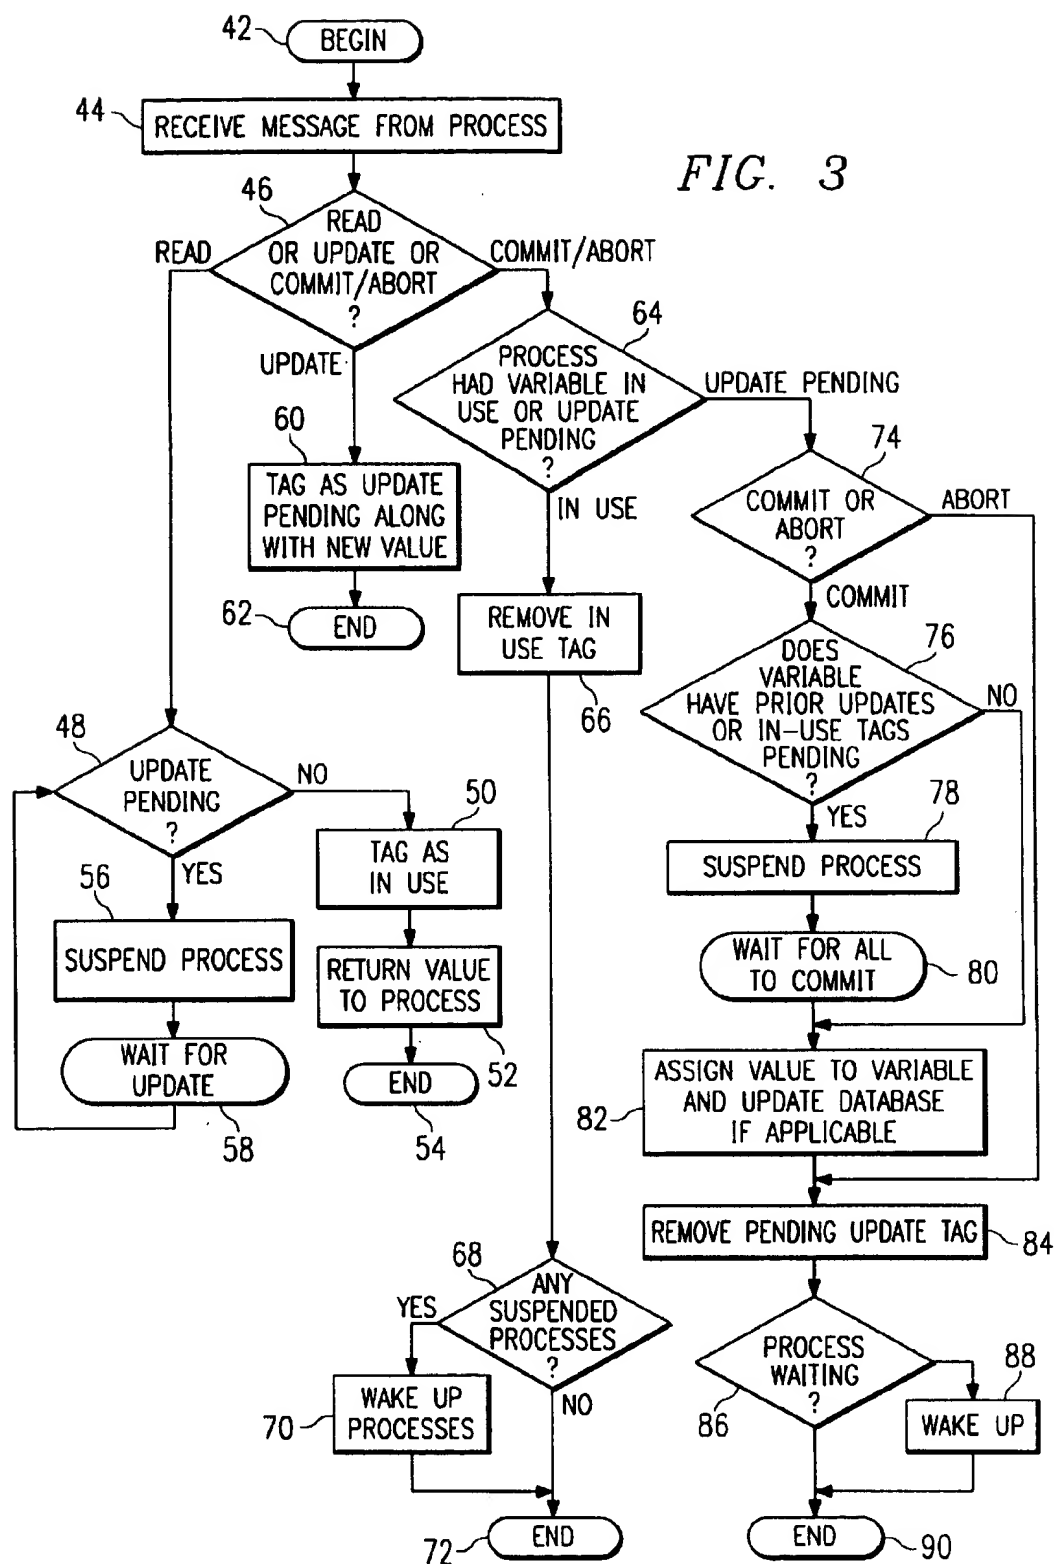 42
BEGIN
44
RECEIVE MESSAGE FROM PROCESS
FIG. 3
46
READ
OR UPDATE OR
COMMIT/ABORT
?
READ
COMMIT/ABORT
UPDATE
64
PROCESS
HAD VARIABLE IN
USE OR UPDATE
PENDING
?
UPDATE PENDING
IN USE
60
TAG AS UPDATE
PENDING ALONG
WITH NEW VALUE
62
END
74
COMMIT OR
ABORT
?
ABORT
COMMIT
REMOVE IN
USE TAG
66
76
DOES
VARIABLE
HAVE PRIOR UPDATES
OR IN-USE TAGS
PENDING
?
NO
YES
48
UPDATE
PENDING
?
NO
YES
50
TAG AS
IN USE
78
SUSPEND PROCESS
56
SUSPEND PROCESS
RETURN VALUE
TO PROCESS
52
WAIT FOR ALL
TO COMMIT
80
WAIT FOR
UPDATE
58
END
54
ASSIGN VALUE TO VARIABLE
AND UPDATE DATABASE
IF APPLICABLE
82
REMOVE PENDING UPDATE TAG
84
68
ANY
SUSPENDED
PROCESSES
?
YES
NO
70
WAKE UP
PROCESSES
PROCESS
WAITING
?
86
88
WAKE UP
72
END
END
90